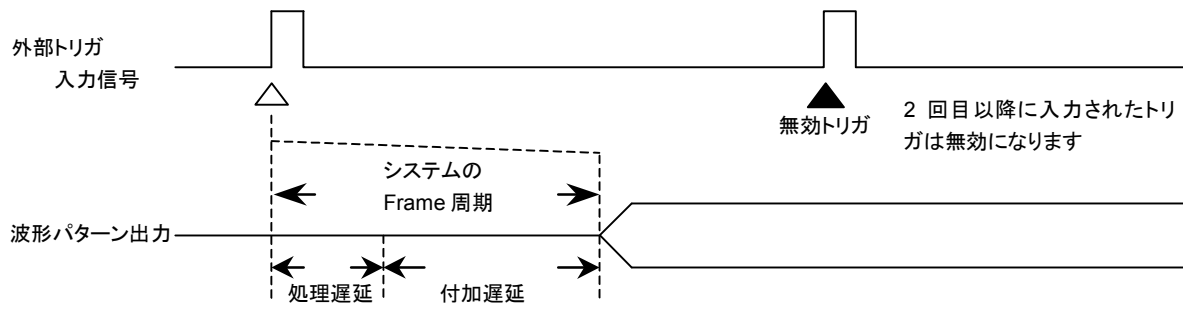 外部トリガ
入力信号
無効トリガ
2 回目以降に入力されたトリ
ガは無効になります
システムの
Frame 周期
波形パターン出力
処理遅延
付加遅延